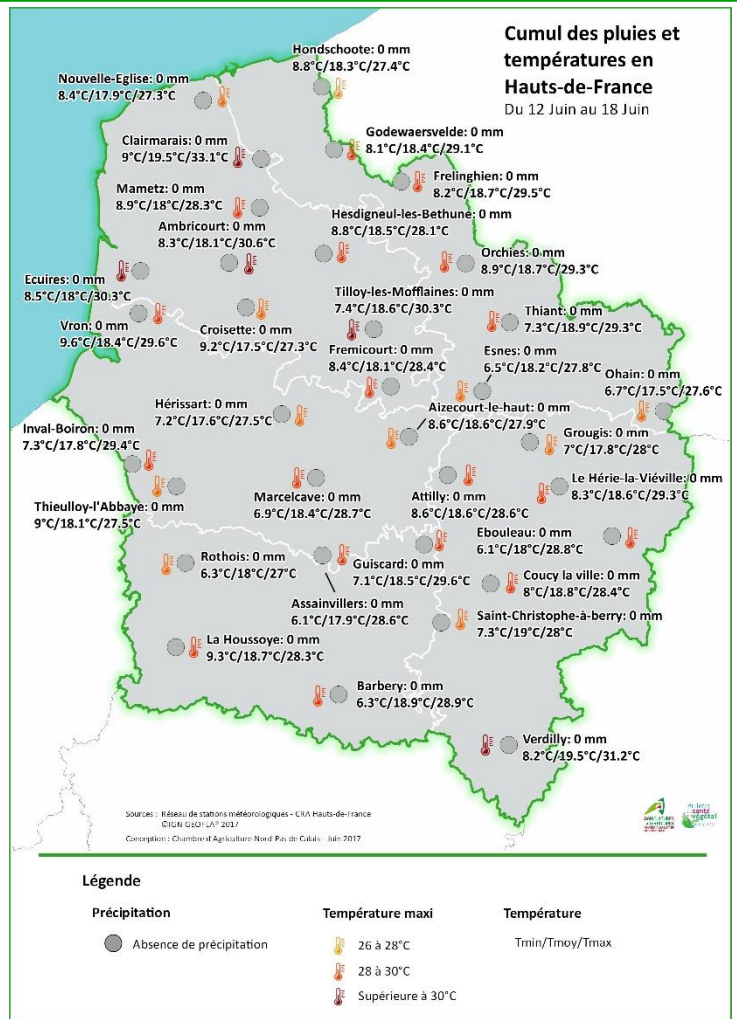 Cumul des pluies et
températures en
Hauts-de-France
Du 12 Juin au 18 Juin
Hondschoote: 0 mm
8.8°C/18.3°C/27.4°C
Nouvelle-Eglise: 0 mm
8.4°C/17.9°C/27.3°C
Godewaersvelde: 0 mm
8.1°C/18.4°C/29.1°C
Clairmarais: 0 mm
9°C/19.5°C/33.1°C
Frelinghien: 0 mm
8.2°C/18.7°C/29.5°C
Mametz: 0 mm
8.9°C/18°C/28.3°C
Hesdigneul-les-Bethune: 0 mm
8.8°C/18.5°C/28.1°C
Ambricourt: 0 mm
8.3°C/18.1°C/30.6°C
Orchies: 0 mm
8.9°C/18.7°C/29.3°C
Ecuires: 0 mm
8.5°C/18°C/30.3°C
Tilloy-les-Mofflaines: 0 mm
7.4°C/18.6°C/30.3°C
Thiant: 0 mm
7.3°C/18.9°C/29.3°C
Vron: 0 mm
9.6°C/18.4°C/29.6°C
Croisette: 0 mm
9.2°C/17.5°C/27.3°C
Fremicourt: 0 mm
8.4°C/18.1°C/28.4°C
Esnes: 0 mm
6.5°C/18.2°C/27.8°C
Ohain: 0 mm
6.7°C/17.5°C/27.6°C
Hérissart: 0 mm
7.2°C/17.6°C/27.5°C
Aizecourt-le-haut: 0 mm
8.6°C/18.6°C/27.9°C
Inval-Boiron: 0 mm
7.3°C/17.8°C/29.4°C
Grougis: 0 mm
7°C/17.8°C/28°C
Le Hérie-la-Viéville: 0 mm
8.3°C/18.6°C/29.3°C
Thieulloy-l'Abbaye: 0 mm
9°C/18.1°C/27.5°C
Marcelcave: 0 mm
6.9°C/18.4°C/28.7°C
Attilly: 0 mm
8.6°C/18.6°C/28.6°C
Ebouleau: 0 mm
6.1°C/18°C/28.8°C
Rothois: 0 mm
6.3°C/18°C/27°C
Guiscard: 0 mm
7.1°C/18.5°C/29.6°C
Coucy la ville: 0 mm
8°C/18.8°C/28.4°C
Assainvillers: 0 mm
6.1°C/17.9°C/28.6°C
Saint-Christophe-à-berry: 0 mm
7.3°C/19°C/28°C
La Houssoye: 0 mm
9.3°C/18.7°C/28.3°C
Barbery: 0 mm
6.3°C/18.9°C/28.9°C
Verdilly: 0 mm
8.2°C/19.5°C/31.2°C
Sources : Réseau de stations météorologiques - CRA Hauts-de-France
©IGN GEOFLA® 2017
Conception : Chambre d'Agriculture Nord-Pas de Calais - Juin 2017
Légende
Précipitation
Absence de précipitation
Température maxi
26 à 28°C
28 à 30°C
Supérieure à 30°C
Température
Tmin/Tmoy/Tmax